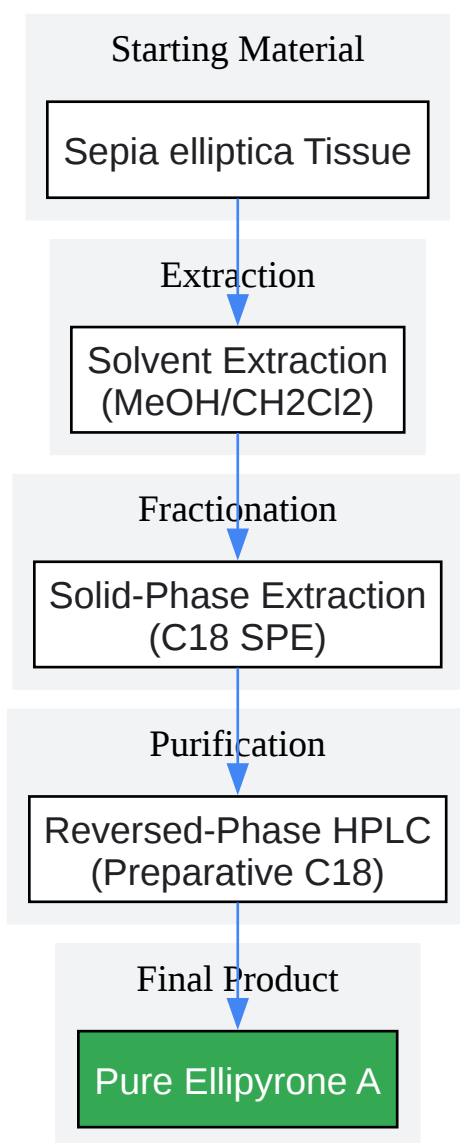 Starting Material
Sepia elliptica Tissue
Extraction
Solvent Extraction
(MeOH/CH2Cl2)
Fractionation
Solid-Phase Extraction
(C18 SPE)
Purification
Reversed-Phase HPLC
(Preparative C18)
Final Product
Pure Ellipyrone A